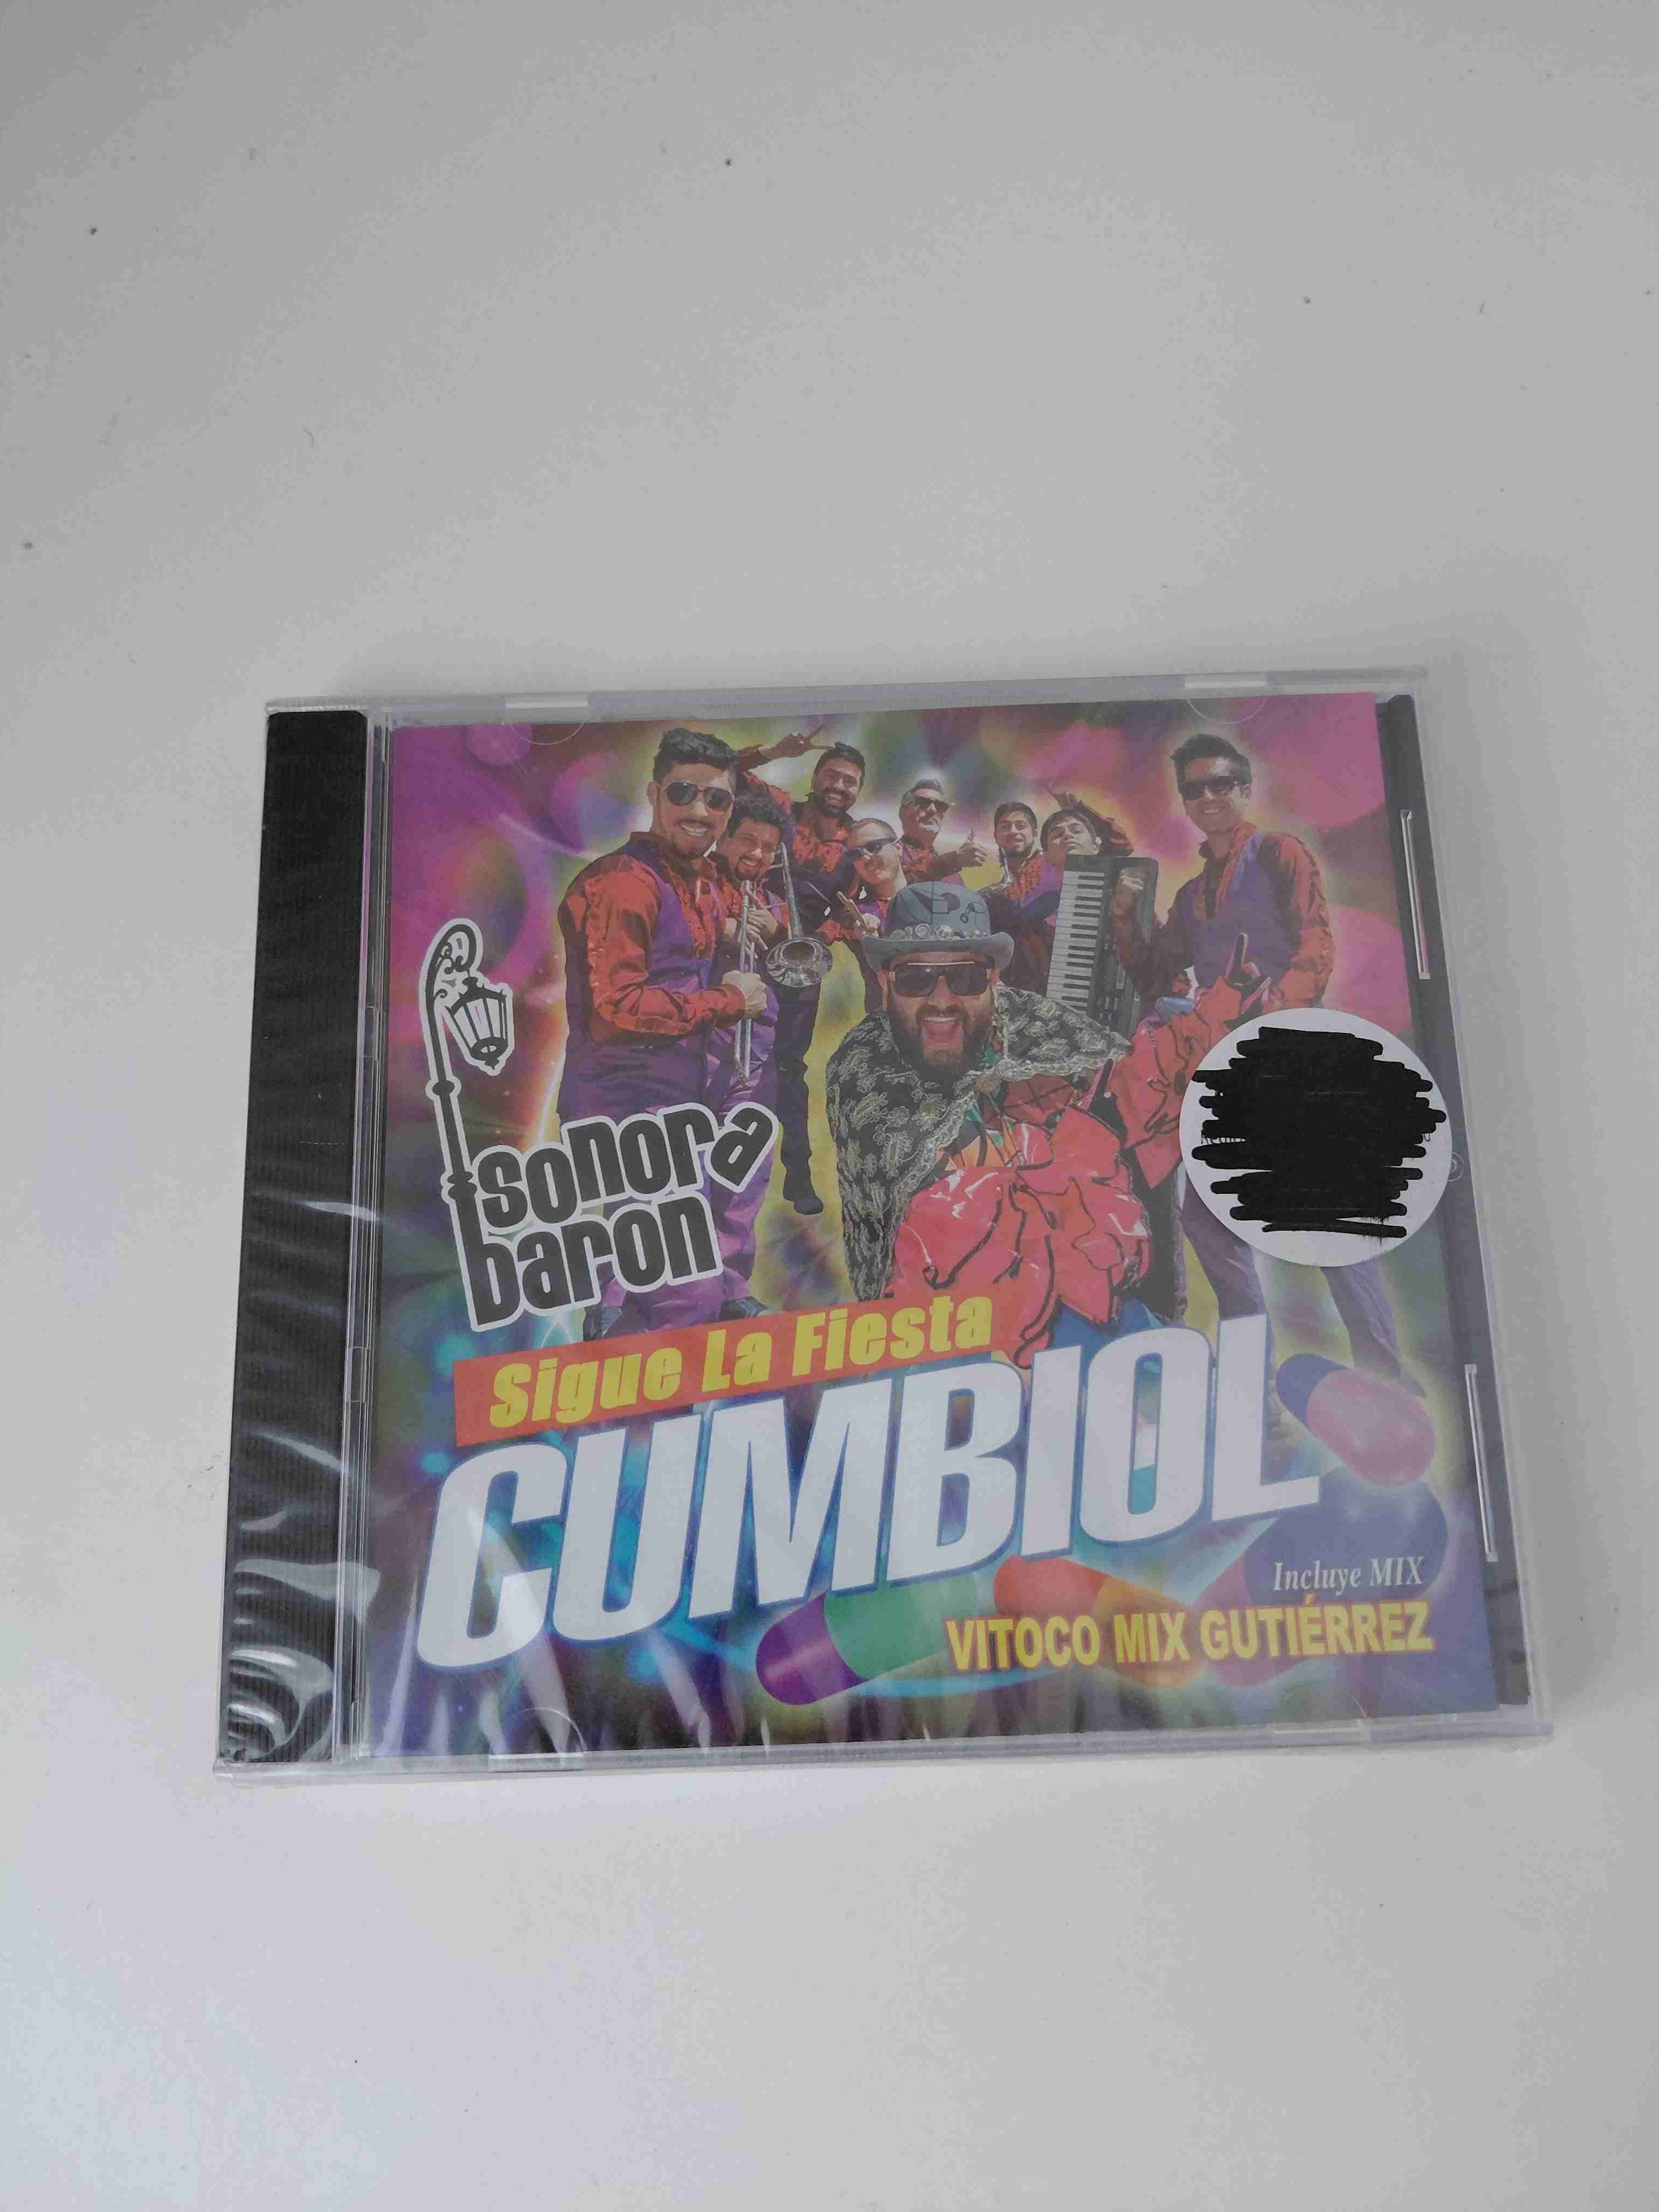 sonora
baron
Sigue La Fiesta
CUMBIOL
Incluye MIX
VITOCO MIX GUTIÉRREZ